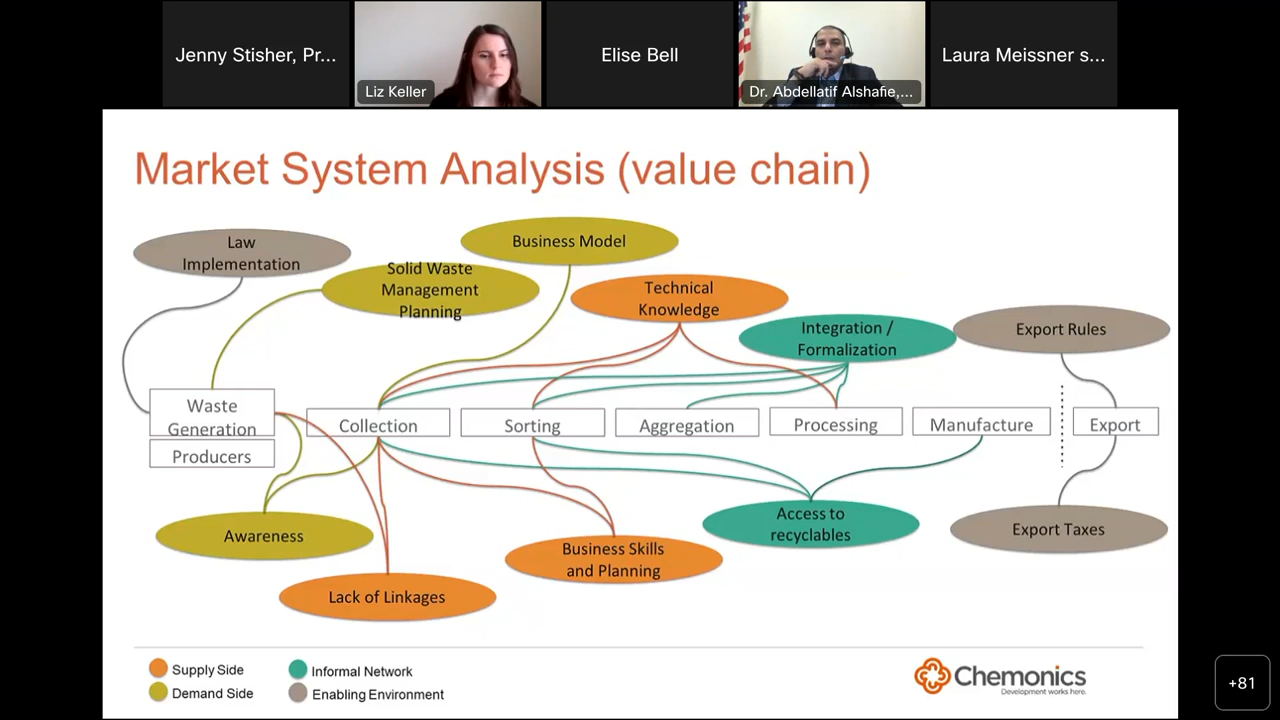 Jenny Stisher, Pr...
Liz Keller
Elise Bell
Dr. Abdellatif Alshafie,...
Laura Meissner s...
Market System Analysis (value chain)
Law
Implementation
Solid Waste
Management
Planning
Business Model
Technical
Knowledge
Integration /
Formalization
Export Rules
Waste
Generation
Producers
Collection
Sorting
Aggregation
Processing
Manufacture
Export
Awareness
Lack of Linkages
Business Skills
and Planning
Access to
recyclables
Export Taxes
Supply Side
Demand Side
Informal Network
Enabling Environment
Chemonics
Development works here.
+81